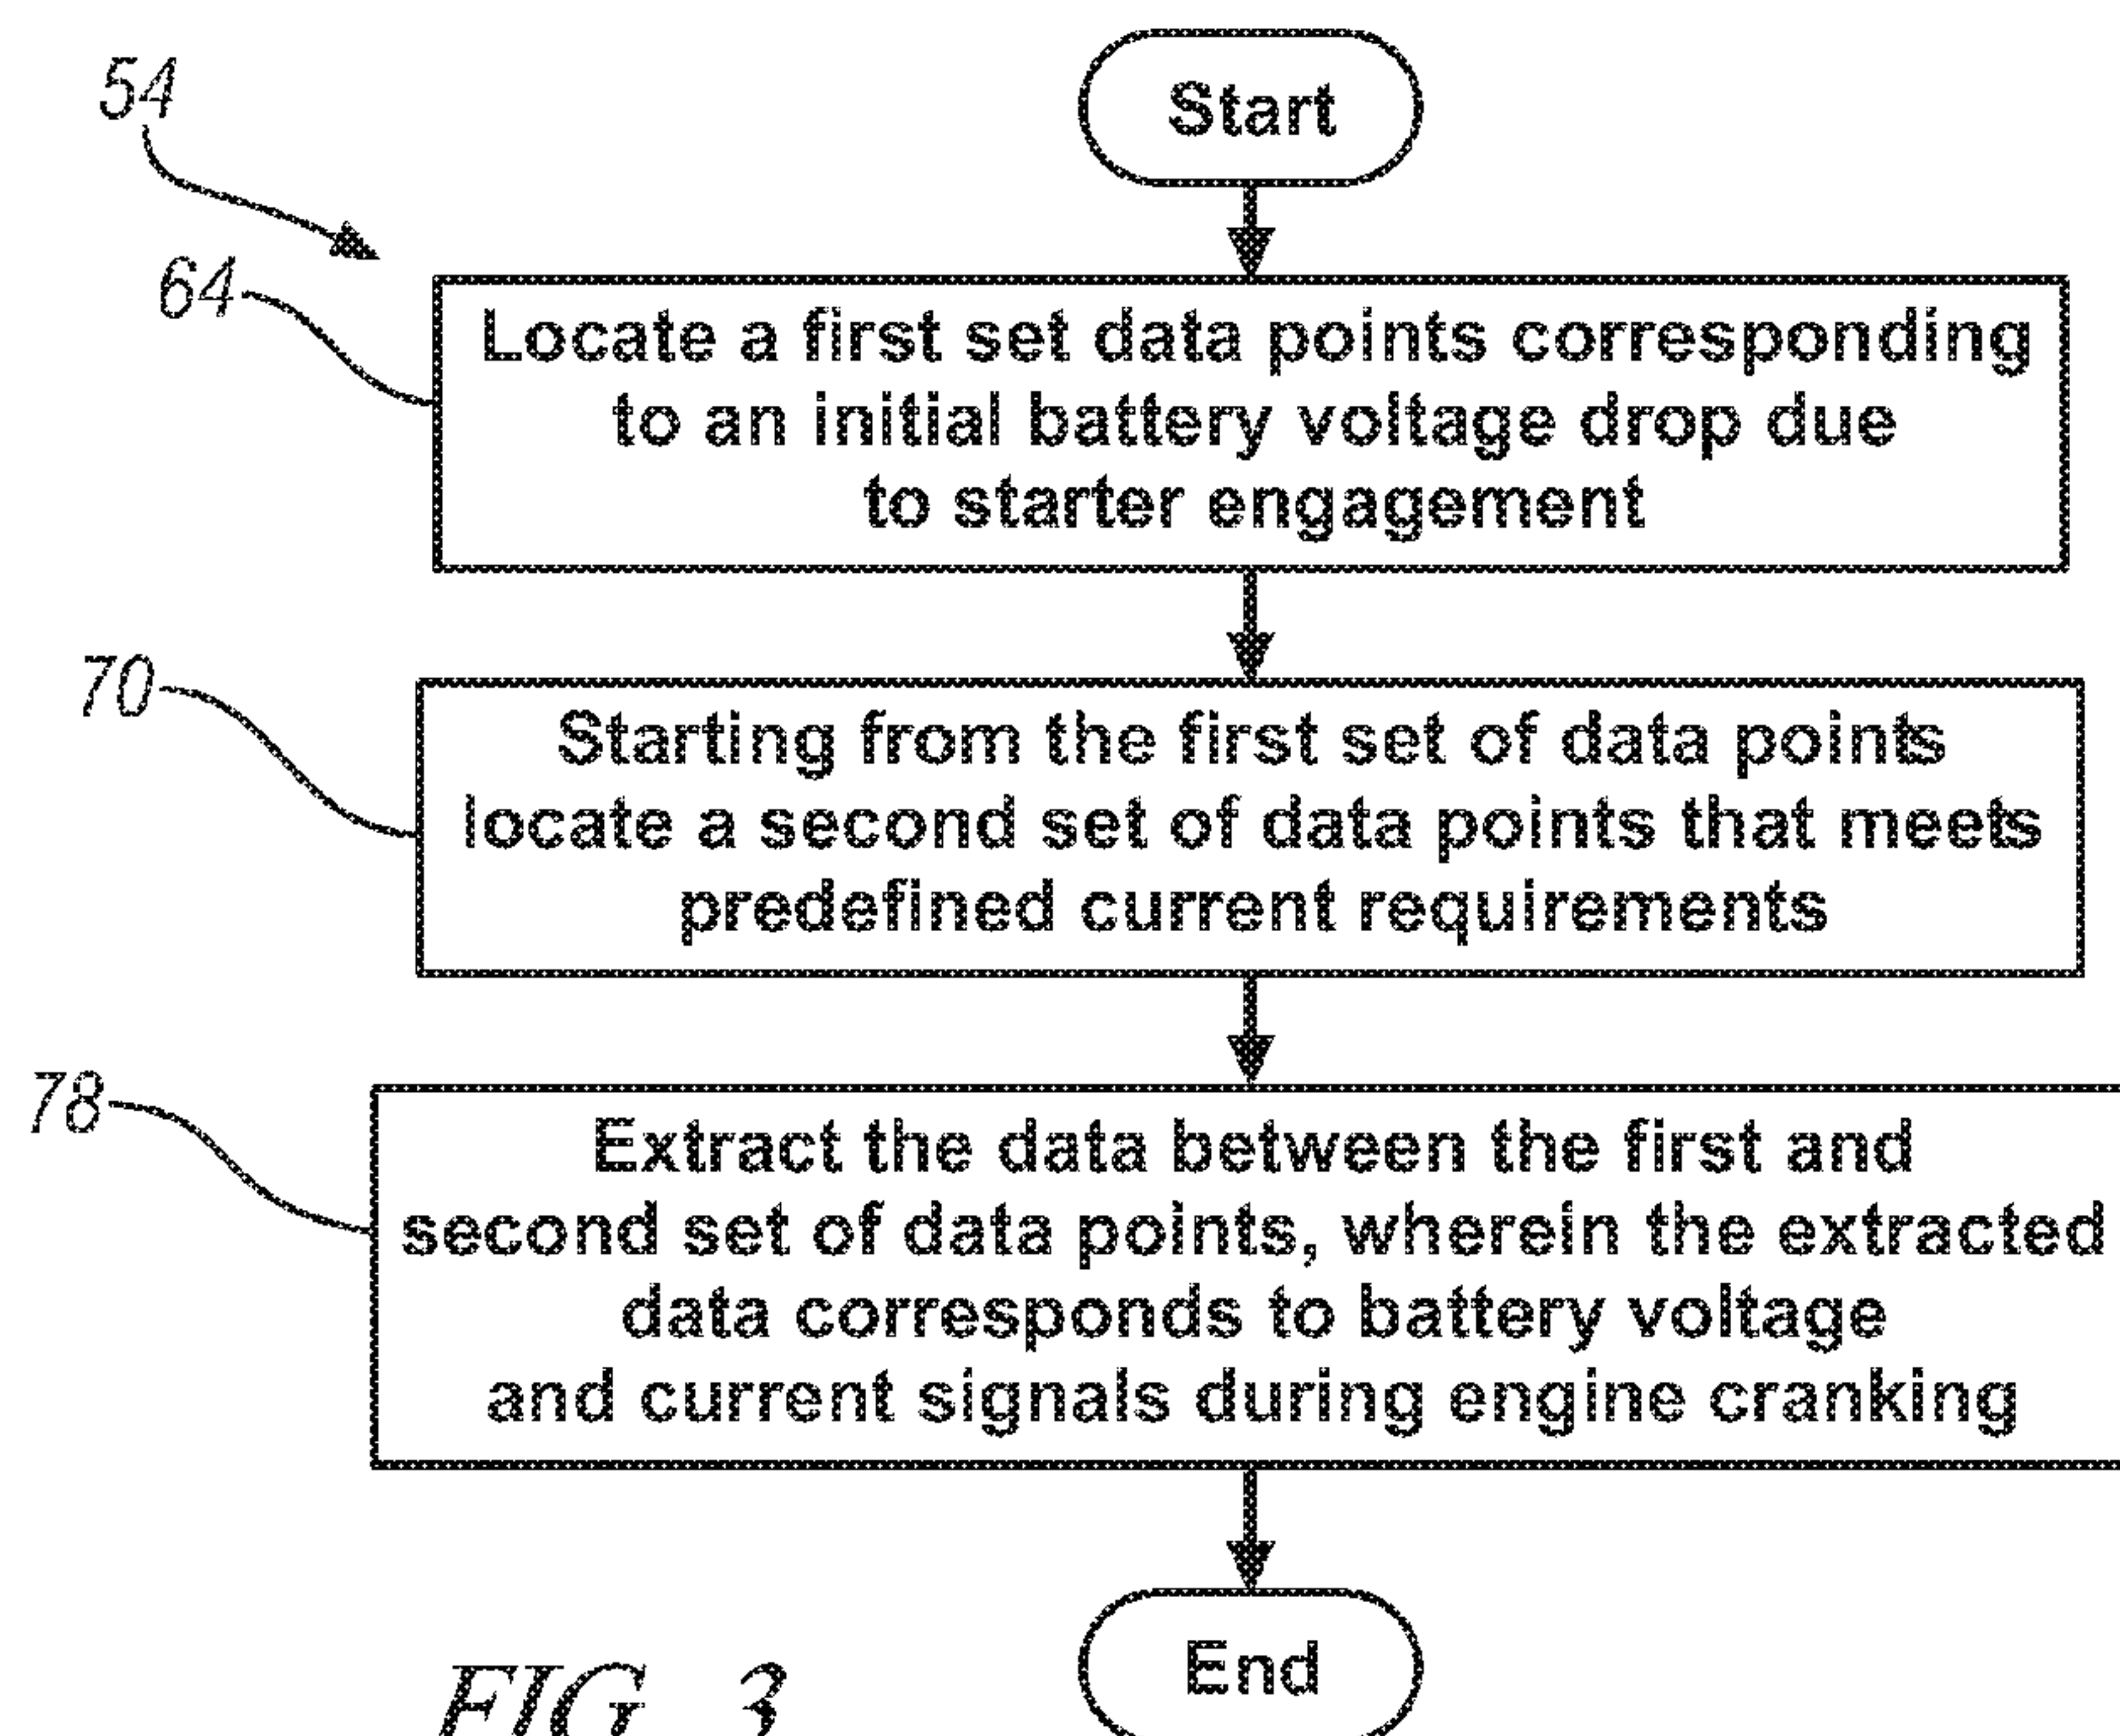 Start
54
64
Locate a first set data points corresponding
to an initial battery voltage drop due
to starter engagement
70
Starting from the first set of data points
locate a second set of data points that meets
predefined current requirements
78
Extract the data between the first and
second set of data points, wherein the extracted
data corresponds to battery voltage
and current signals during engine cranking
End
FIG. 3